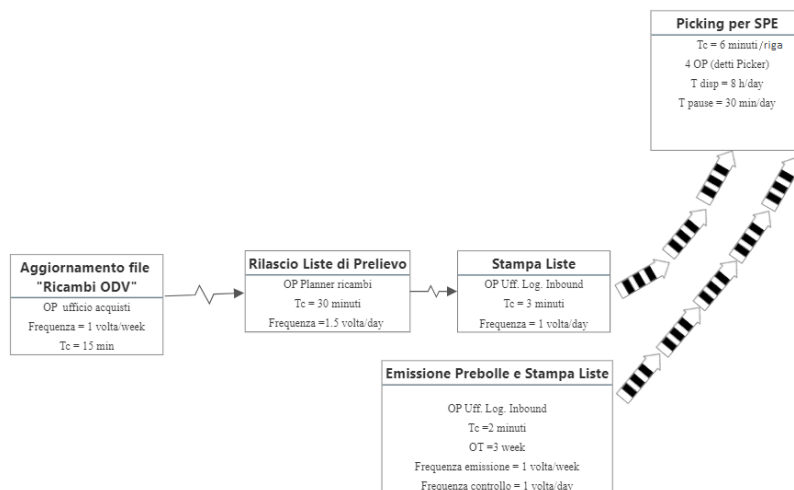 Picking per SPE
Tc = 6 minuti/riga
4 OP (detti Picker)
T disp = 8 h/day
T pause = 30 min/day
Aggiornamento file
"Ricambi ODV"
OP ufficio acquisti
Frequenza = 1 volta/week
Tc = 15 min
Rilascio Liste di Prelievo
OP Planner ricambi
Tc = 30 minuti
Frequenza =1.5 volta/day
Stampa Liste
OP Uff. Log. Inbound
Tc = 3 minuti
Frequenza = 1 volta/day
Emissione Prebolle e Stampa Liste
OP Uff. Log. Inbound
Tc =2 minuti
OT =3 week
Frequenza emissione = 1 volta/week
Frequenza controllo = 1 volta/day